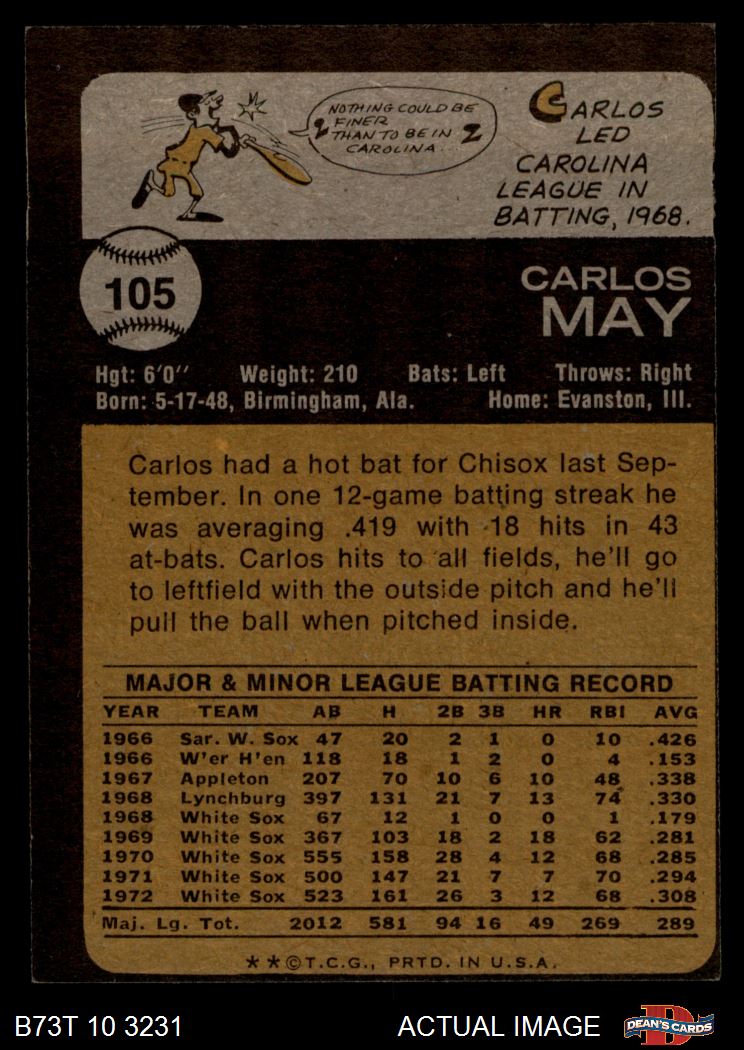 NOTHING COULD BE
FINER
THAN TO BE IN
CAROLINA.
CARLOS
LED
CAROLINA
LEAGUE IN
BATTING, 1968.
105
CARLOS
MAY
Hgt: 6'0" Weight: 210 Bats: Left Throws: Right
Born: 5-17-48, Birmingham, Ala. Home: Evanston, Ill.
Carlos had a hot bat for Chisox last Sep-
tember. In one 12-game batting streak he
was averaging .419 with 18 hits in 43
at-bats. Carlos hits to all fields, he'll go
to leftfield with the outside pitch and he'll
pull the ball when pitched inside.
MAJOR & MINOR LEAGUE BATTING RECORD
YEAR TEAM AB H 2B 3B HR RBI AVG
1966 Sar. W. Sox 47 20 2 1 0 10 .426
1966 W'er H'en 118 18 1 2 0 4 .153
1967 Appleton 207 70 10 6 10 48 .338
1968 Lynchburg 397 131 21 7 13 74 .330
1968 White Sox 67 12 1 0 0 1 .179
1969 White Sox 367 103 18 2 18 62 .281
1970 White Sox 555 158 28 4 12 68 .285
1971 White Sox 500 147 21 7 7 70 .294
1972 White Sox 523 161 26 3 12 68 .308
Maj. Lg. Tot. 2012 581 94 16 49 269 289
**©T.C.G., PRTD. IN U.S.A.
B73T 10 3231 ACTUAL IMAGE DEAN'S CARDS